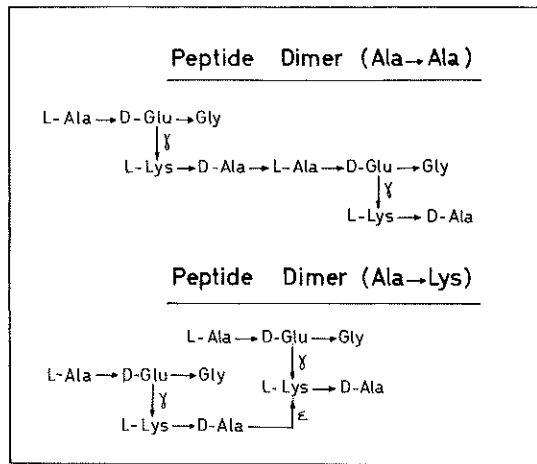 Peptide Dimer (Ala→Ala)
L-Ala→D-Glu→Gly
γ
L-Lys→D-Ala→L-Ala→D-Glu→Gly
γ
L-Lys→D-Ala
Peptide Dimer (Ala→Lys)
L-Ala→D-Glu→Gly
γ
L-Ala→D-Glu→Gly
L-Lys→D-Ala
γ
ε
L-Lys→D-Ala